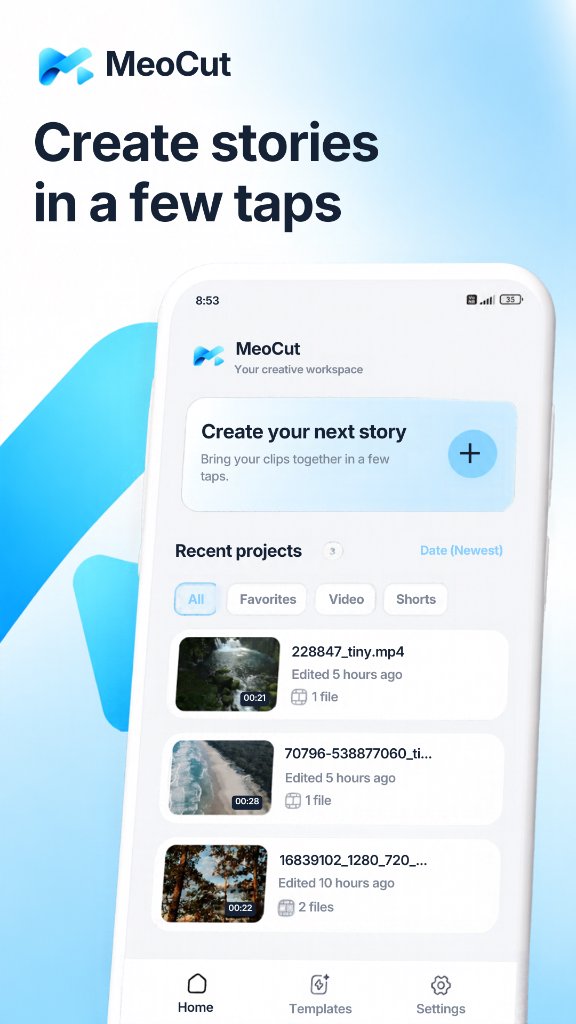 MeoCut
Create stories
in a few taps
8:53
35
MeoCut
Your creative workspace
Create your next story
Bring your clips together in a few
taps.
Recent projects
3
Date (Newest)
All
Favorites
Video
Shorts
228847_tiny.mp4
Edited 5 hours ago
1 file
00:21
70796-538877060_ti...
Edited 5 hours ago
1 file
00:28
16839102_1280_720_...
Edited 10 hours ago
2 files
00:22
Home
Templates
Settings